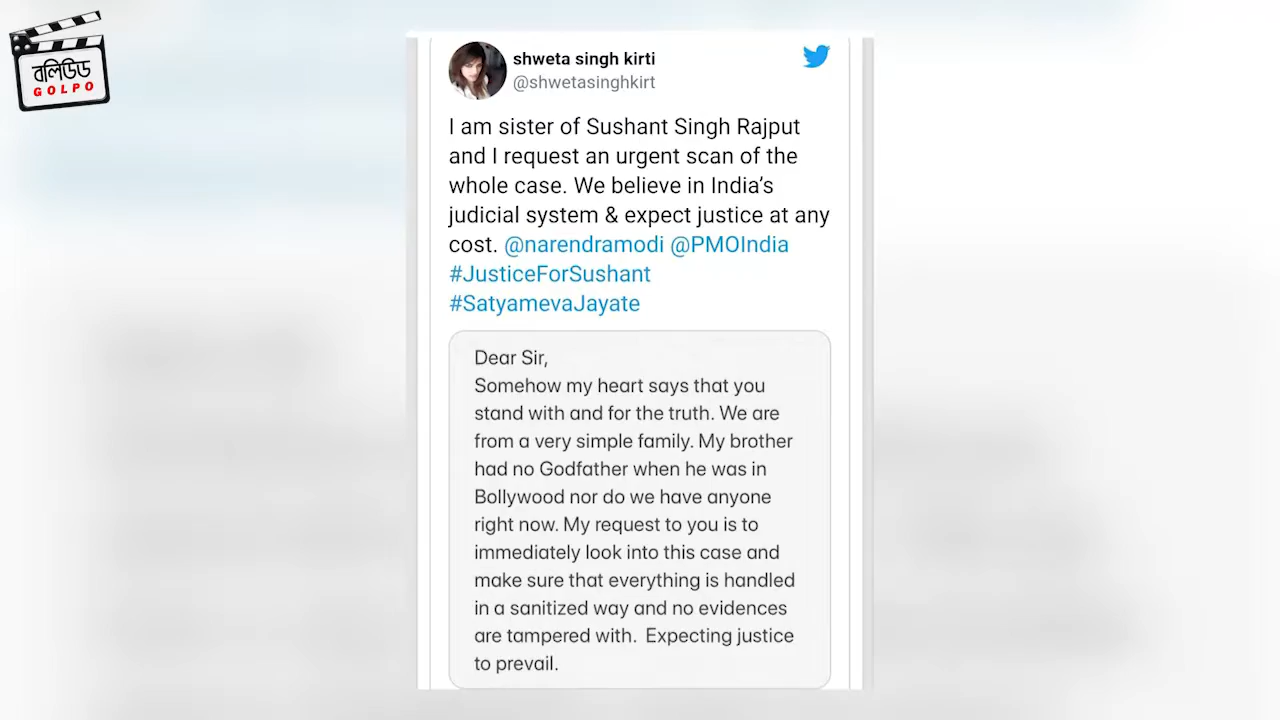 বলিউড
GOLPO
shweta singh kirti
@shwetasinghkirt
I am sister of Sushant Singh Rajput
and I request an urgent scan of the
whole case. We believe in India’s
judicial system & expect justice at any
cost. @narendramodi @PMOIndia
#JusticeForSushant
#SatyamevaJayate
Dear Sir,
Somehow my heart says that you
stand with and for the truth. We are
from a very simple family. My brother
had no Godfather when he was in
Bollywood nor do we have anyone
right now. My request to you is to
immediately look into this case and
make sure that everything is handled
in a sanitized way and no evidences
are tampered with. Expecting justice
to prevail.